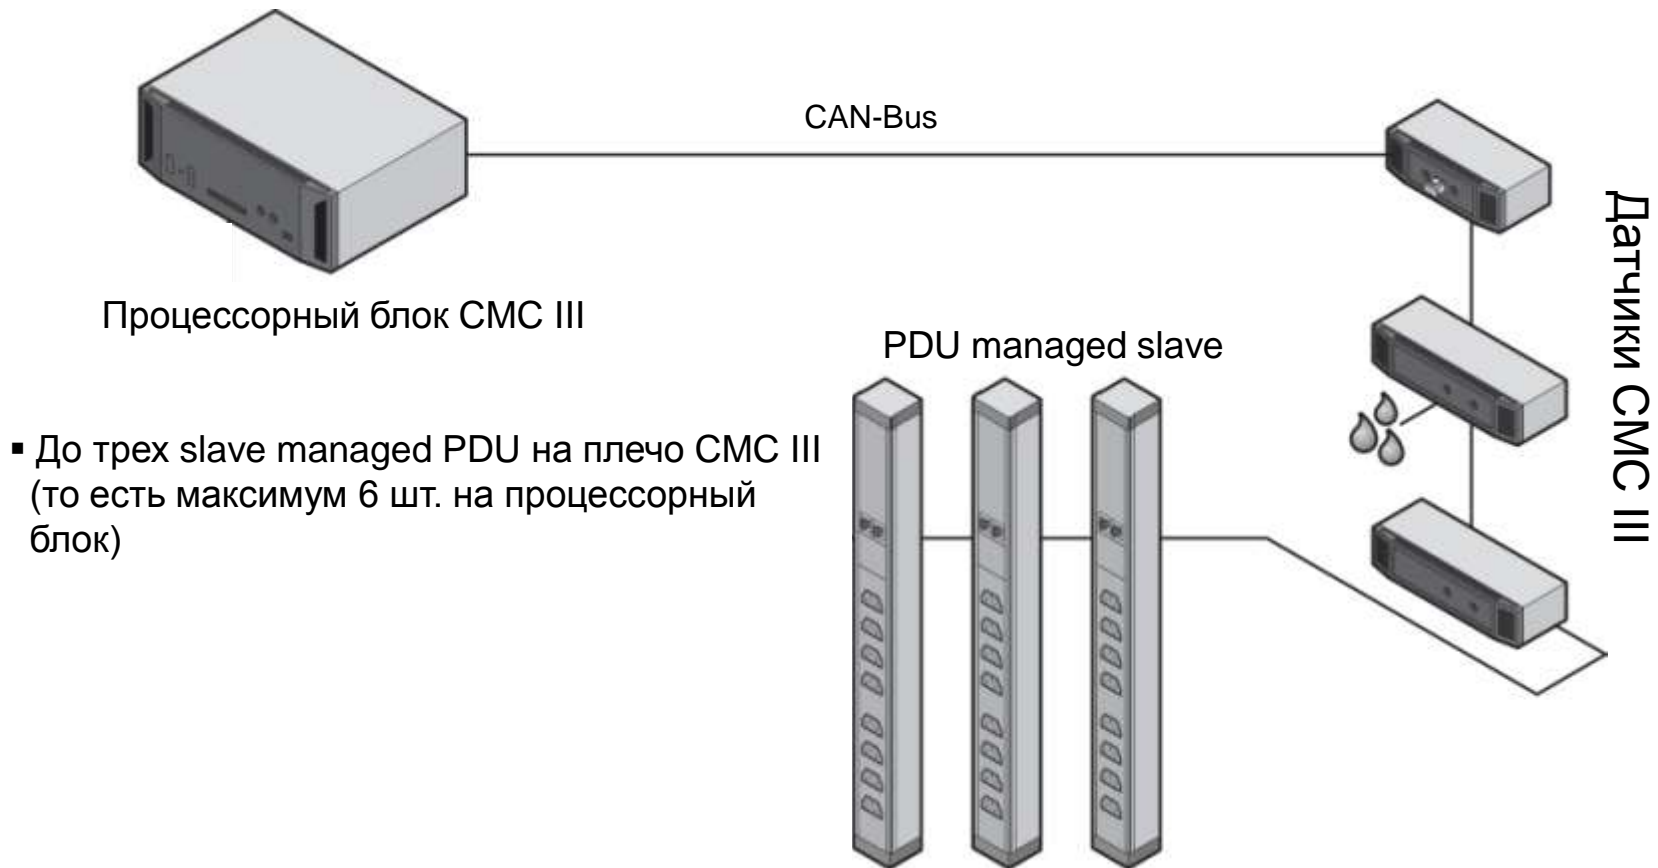 CAN-Bus
Процессорный блок CMC III
PDU managed slave
Датчики CMC III
▪ До трех slave managed PDU на плечо CMC III
(то есть максимум 6 шт. на процессорный
блок)